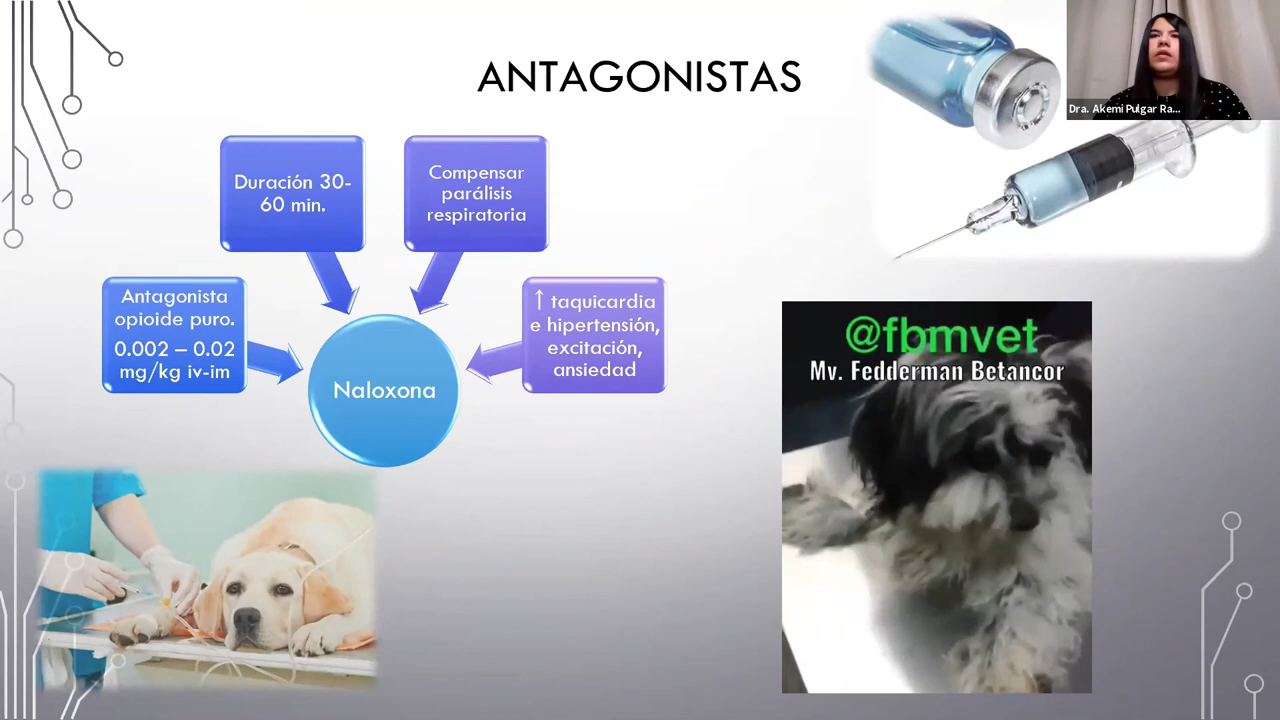 ANTAGONISTAS
Dra. Akemi Pulgar Ra...
Duración 30-
60 min.
Compensar
parálisis
respiratoria
Antagonista
opioide puro.
0.002 – 0.02
mg/kg iv-im
↑ taquicardia
e hipertensión,
excitación,
ansiedad
Naloxona
@fbmvet
Mv. Fedderman Betancor